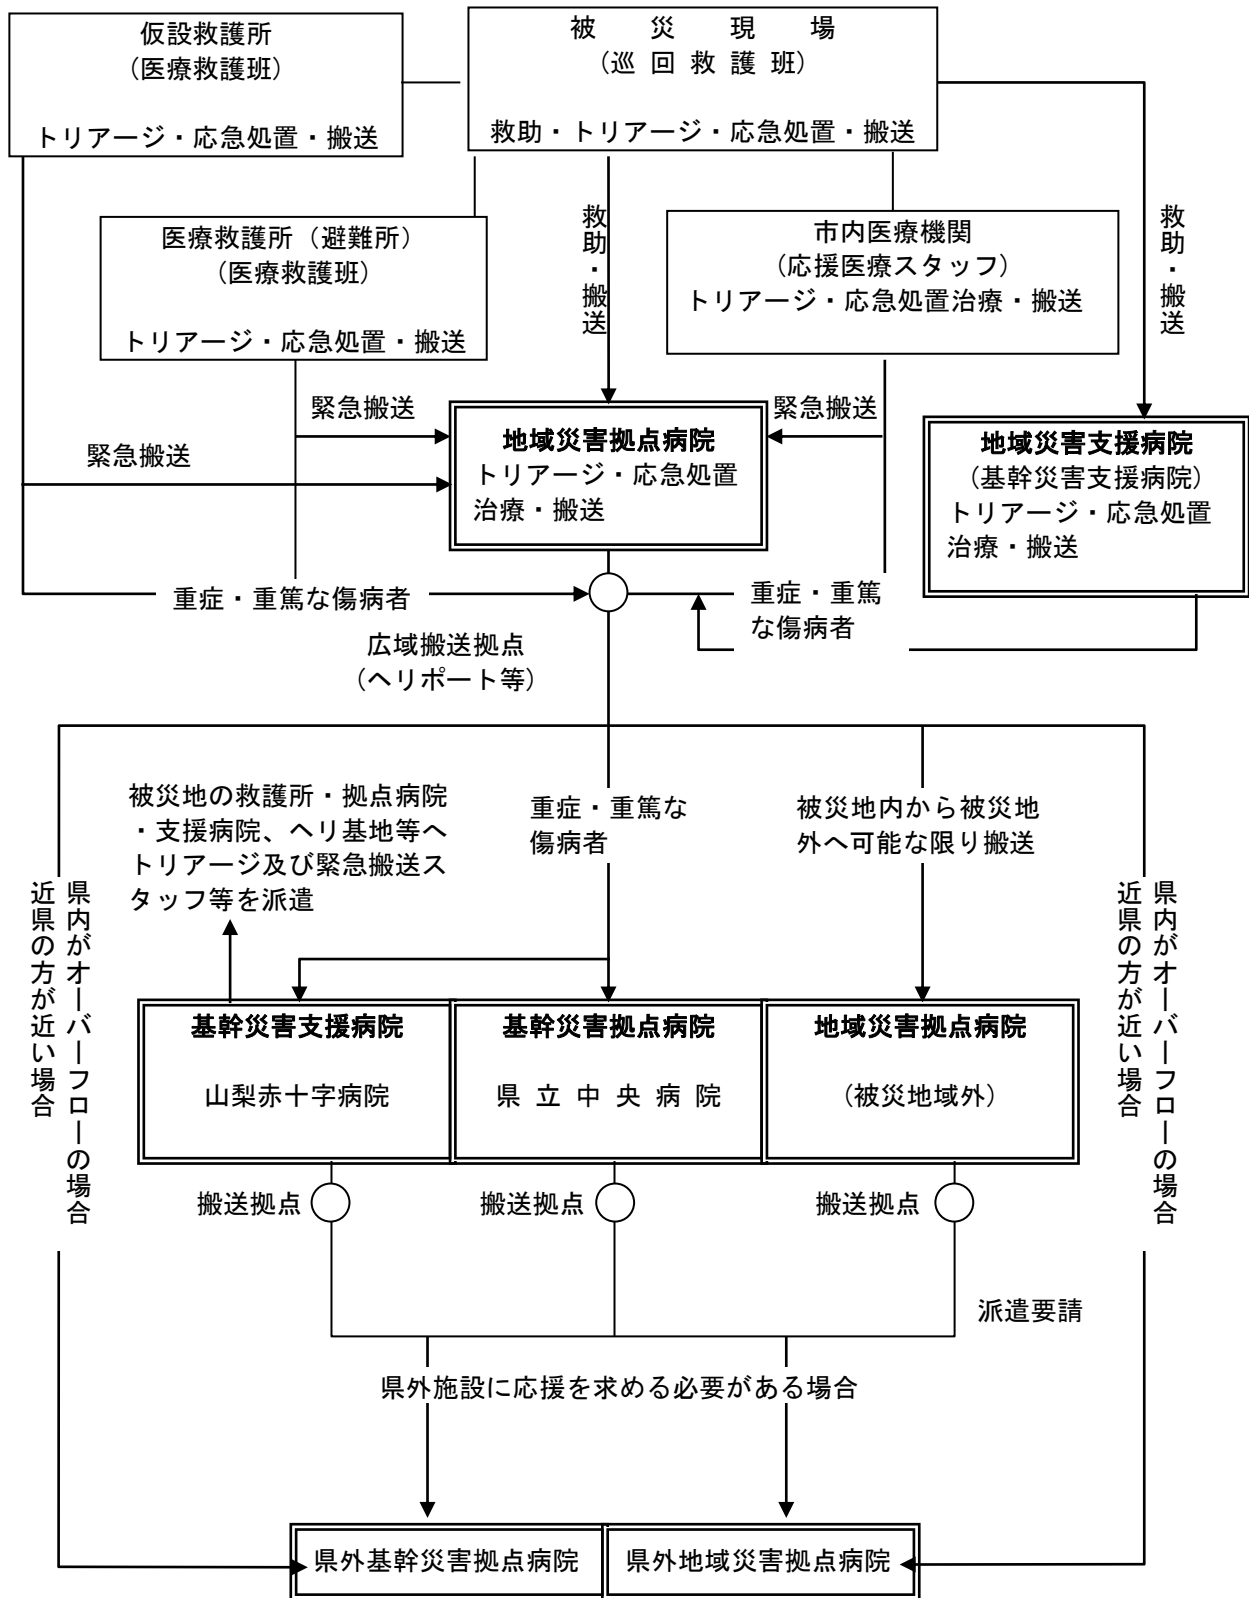 仮設救護所
(医療救護班)
トリアージ・応急処置・搬送
被　災　現　場
(巡 回 救 護 班)
救助・トリアージ・応急処置・搬送
医療救護所（避難所）
(医療救護班)
トリアージ・応急処置・搬送
救助・搬送
市内医療機関
(応援医療スタッフ)
トリアージ・応急処置治療・搬送
救助・搬送
緊急搬送
緊急搬送
緊急搬送
地域災害拠点病院
トリアージ・応急処置
治療・搬送
地域災害支援病院
（基幹災害支援病院）
トリアージ・応急処置
治療・搬送
重症・重篤な傷病者
重症・重篤
な傷病者
広域搬送拠点
（ヘリポート等）
被災地の救護所・拠点病院
・支援病院、ヘリ基地等へ
トリアージ及び緊急搬送ス
タッフ等を派遣
重症・重篤な
傷病者
被災地内から被災地
外へ可能な限り搬送
県内がオーバーフローの場合
近県の方が近い場合
県内がオーバーフローの場合
近県の方が近い場合
基幹災害支援病院
山梨赤十字病院
基幹災害拠点病院
県 立 中 央 病 院
地域災害拠点病院
（被災地域外）
搬送拠点
搬送拠点
搬送拠点
派遣要請
県外施設に応援を求める必要がある場合
県外基幹災害拠点病院
県外地域災害拠点病院